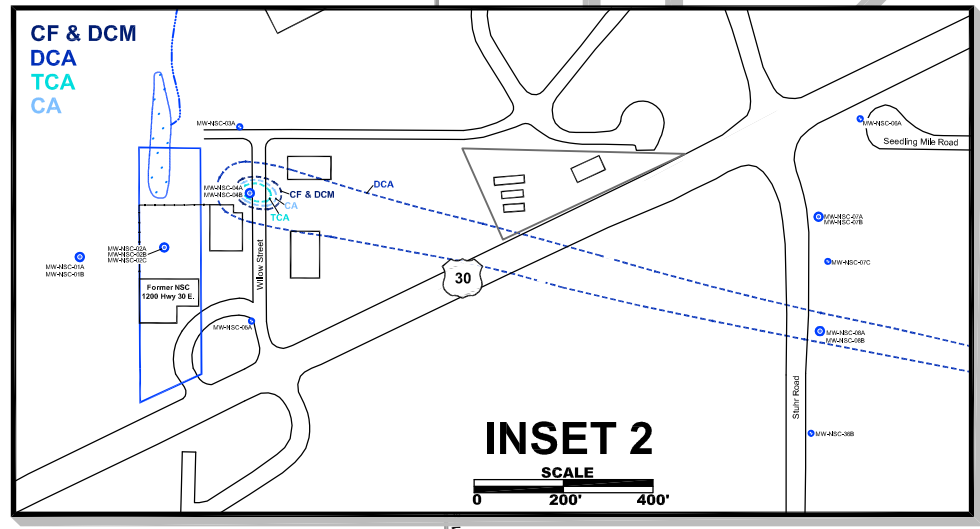 CF & DCM
DCA
TCA
CA
MW-NSC-03A
MW-NSC-06A
Seedling Mile Road
MW-NSC-04A
MW-NSC-04B
CF & DCM
CA
TCA
DCA
MW-NSC-07A
MW-NSC-07B
MW-NSC-02A
MW-NSC-02B
MW-NSC-02C
MW-NSC-01A
MW-NSC-01B
MW-NSC-07C
Willow Street
30
Former NSC
1200 Hwy 30 E.
MW-NSC-05A
MW-NSC-08A
MW-NSC-08B
Stuhr Road
MW-NSC-36B
INSET 2
SCALE
0 200' 400'